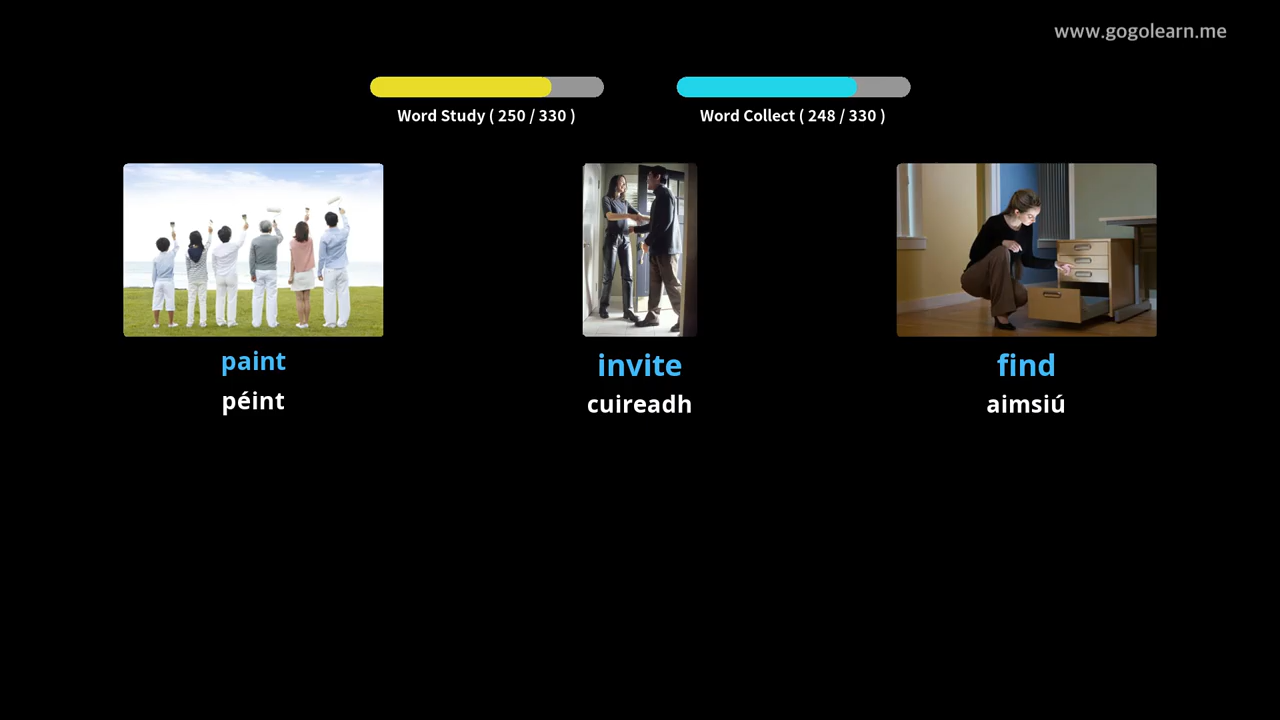 www.gogolearn.me
Word Study ( 250 / 330 )
Word Collect ( 248 / 330 )
paint
péint
invite
cuireadh
find
aimsiú